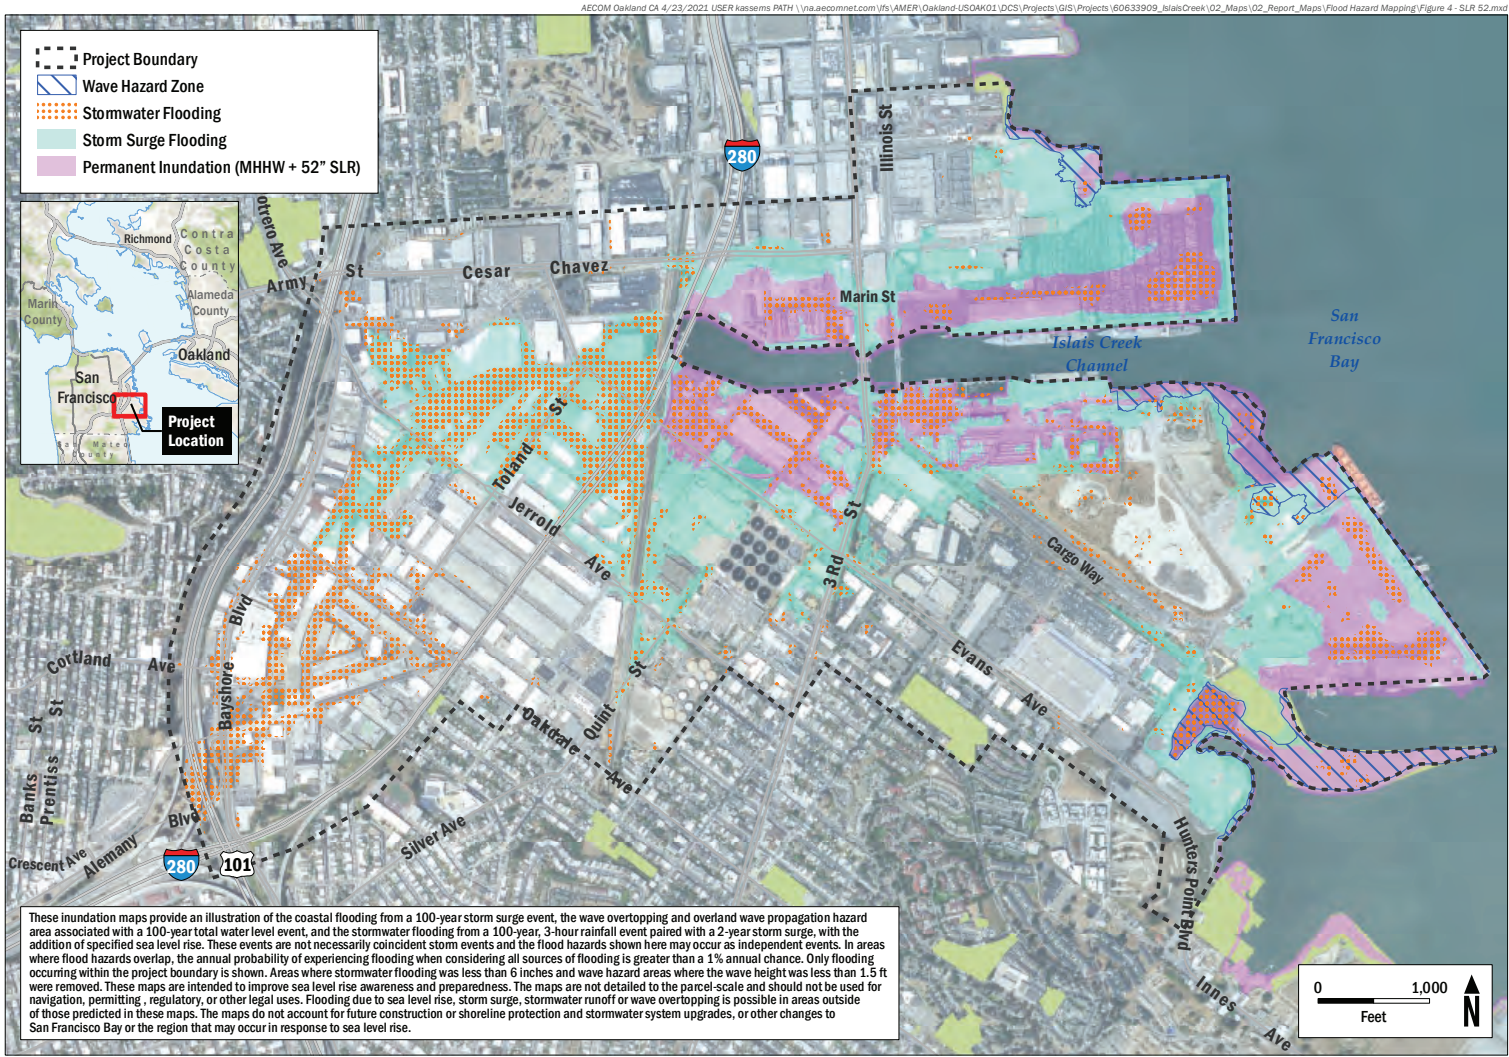 AECOM Oakland CA 4/23/2021 USER kassems PATH \\na.aecomnet.com\lfs\AMER\Oakland-USOAK01\DCS\Projects\GIS\Projects\60633909_IslaisCreek\02_Maps\02_Report_Maps\Flood Hazard Mapping\Figure 4 - SLR 52.mxd
Project Boundary
Wave Hazard Zone
Stormwater Flooding
Storm Surge Flooding
Permanent Inundation (MHHW + 52” SLR)
280
Illinois St
Richmond
Contra
Costa
County
Marin
County
Alameda
County
Oakland
San
Francisco
San Mateo
County
Project
Location
otrero Ave
Army
St
Cesar
Chavez
Marin St
Islais Creek
Channel
San
Francisco
Bay
Toland
St
Jerrold
Ave
3 Rd
St
Cargo Way
Evans
Ave
Bayshore
Blvd
Cortland
Ave
St
St
Banks
Prentiss
Quint
St
Oakdale
Ave
Silver Ave
Crescent Ave
Alemany
Blvd
280
101
Hunters Point Blvd
Innes
Ave
These inundation maps provide an illustration of the coastal flooding from a 100-year storm surge event, the wave overtopping and overland wave propagation hazard
area associated with a 100-year total water level event, and the stormwater flooding from a 100-year, 3-hour rainfall event paired with a 2-year storm surge, with the
addition of specified sea level rise. These events are not necessarily coincident storm events and the flood hazards shown here may occur as independent events. In areas
where flood hazards overlap, the annual probability of experiencing flooding when considering all sources of flooding is greater than a 1% annual chance. Only flooding
occurring within the project boundary is shown. Areas where stormwater flooding was less than 6 inches and wave hazard areas where the wave height was less than 1.5 ft
were removed. These maps are intended to improve sea level rise awareness and preparedness. The maps are not detailed to the parcel-scale and should not be used for
navigation, permitting , regulatory, or other legal uses. Flooding due to sea level rise, storm surge, stormwater runoff or wave overtopping is possible in areas outside
of those predicted in these maps. The maps do not account for future construction or shoreline protection and stormwater system upgrades, or other changes to
San Francisco Bay or the region that may occur in response to sea level rise.
0 1,000
Feet
N